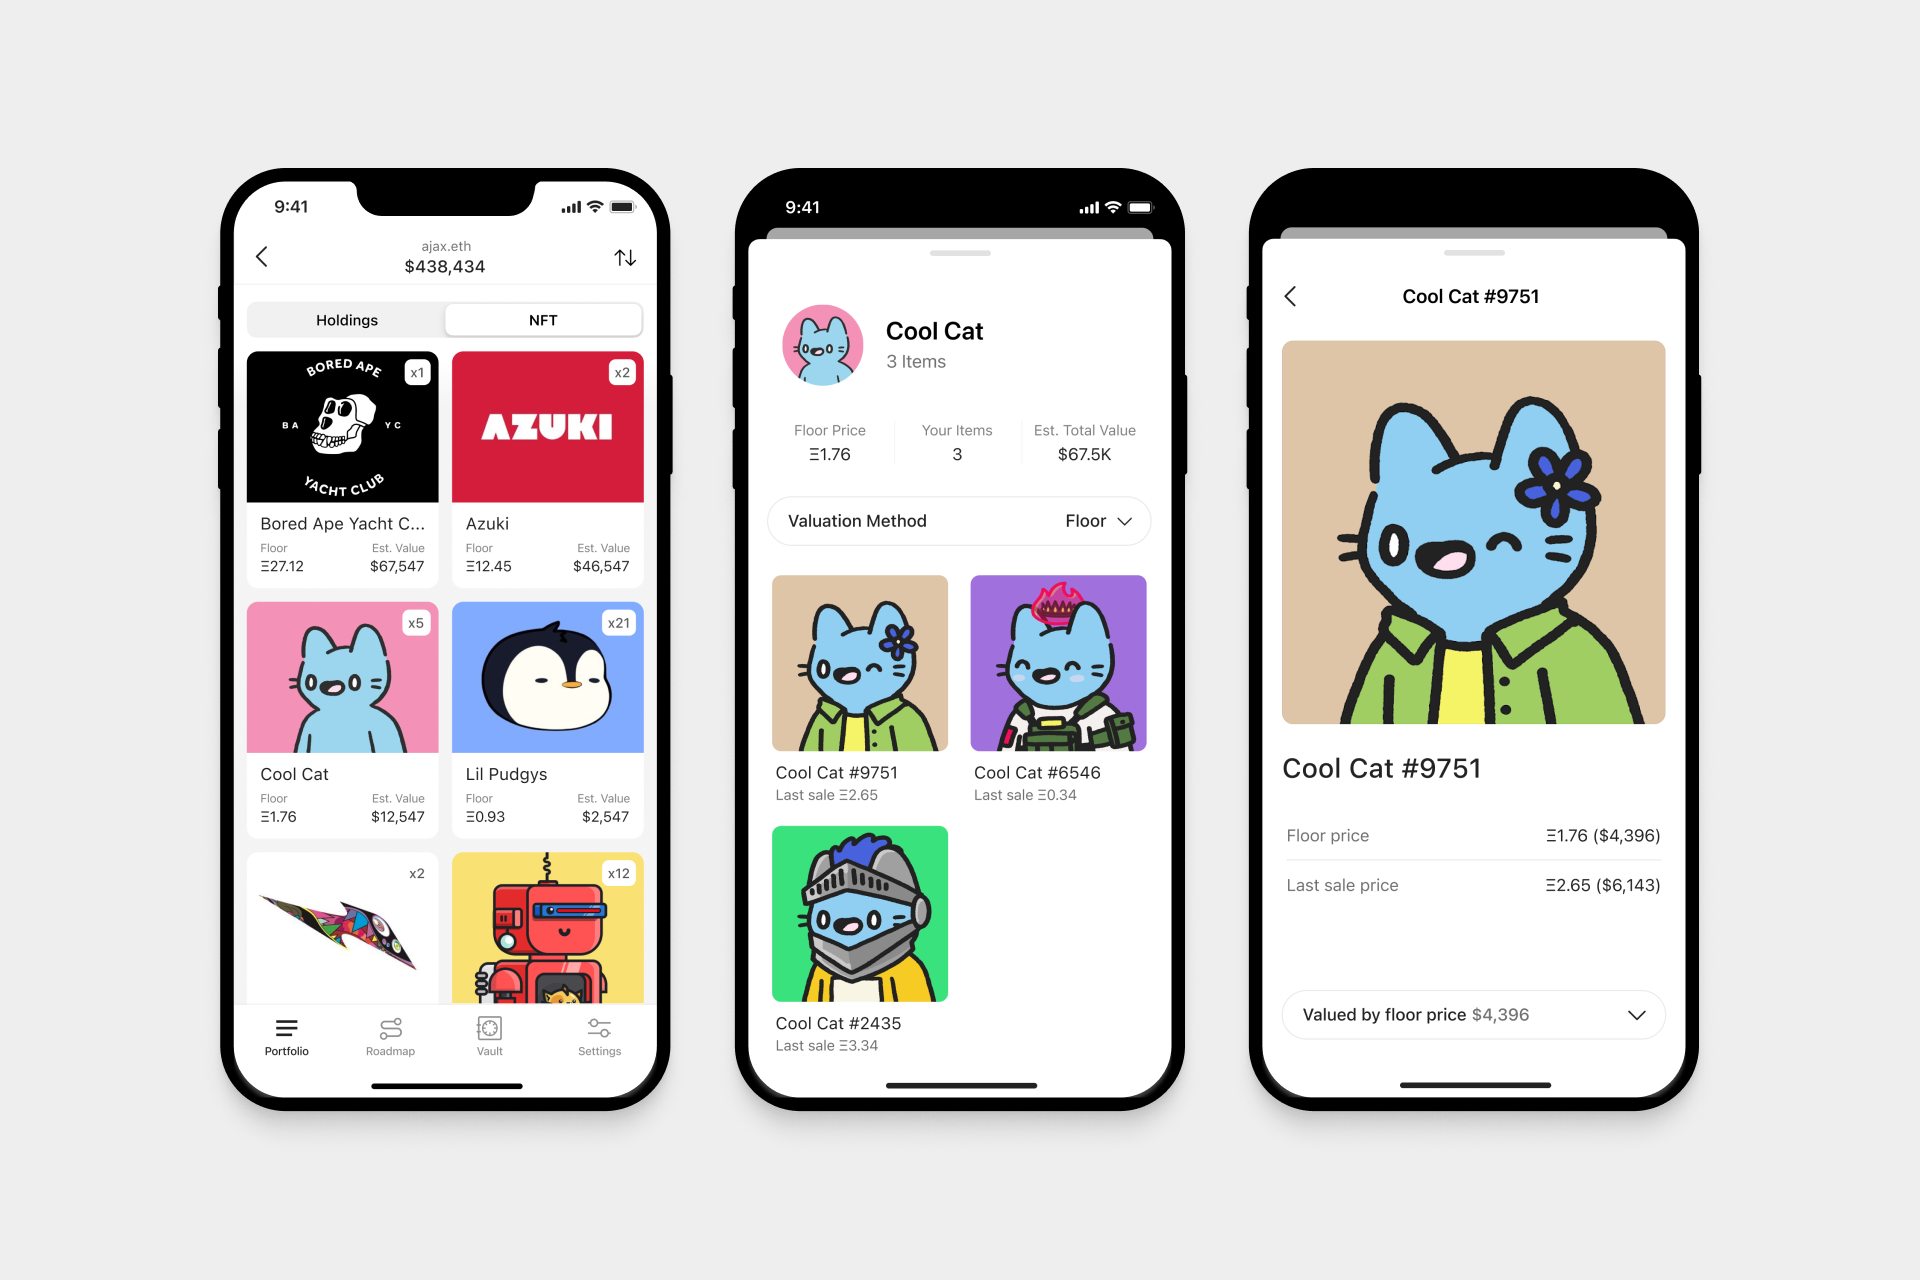 9:41
ajax.eth
$438,434
Holdings
NFT
BORED APE
x1
BA YC
YACHT CLUB
Bored Ape Yacht C...
Floor Est. Value
Ξ27.12 $67,547
x2
AZUKI
Azuki
Floor Est. Value
Ξ12.45 $46,547
x5
Cool Cat
Floor Est. Value
Ξ1.76 $12,547
x21
Lil Pudgys
Floor Est. Value
Ξ0.93 $2,547
x2
x12
Portfolio Roadmap Vault Settings
9:41
Cool Cat
3 Items
Floor Price Your Items Est. Total Value
Ξ1.76 3 $67.5K
Valuation Method Floor
Cool Cat #9751
Last sale Ξ2.65
Cool Cat #6546
Last sale Ξ0.34
Cool Cat #2435
Last sale Ξ3.34
Cool Cat #9751
Cool Cat #9751
Floor price Ξ1.76 ($4,396)
Last sale price Ξ2.65 ($6,143)
Valued by floor price $4,396